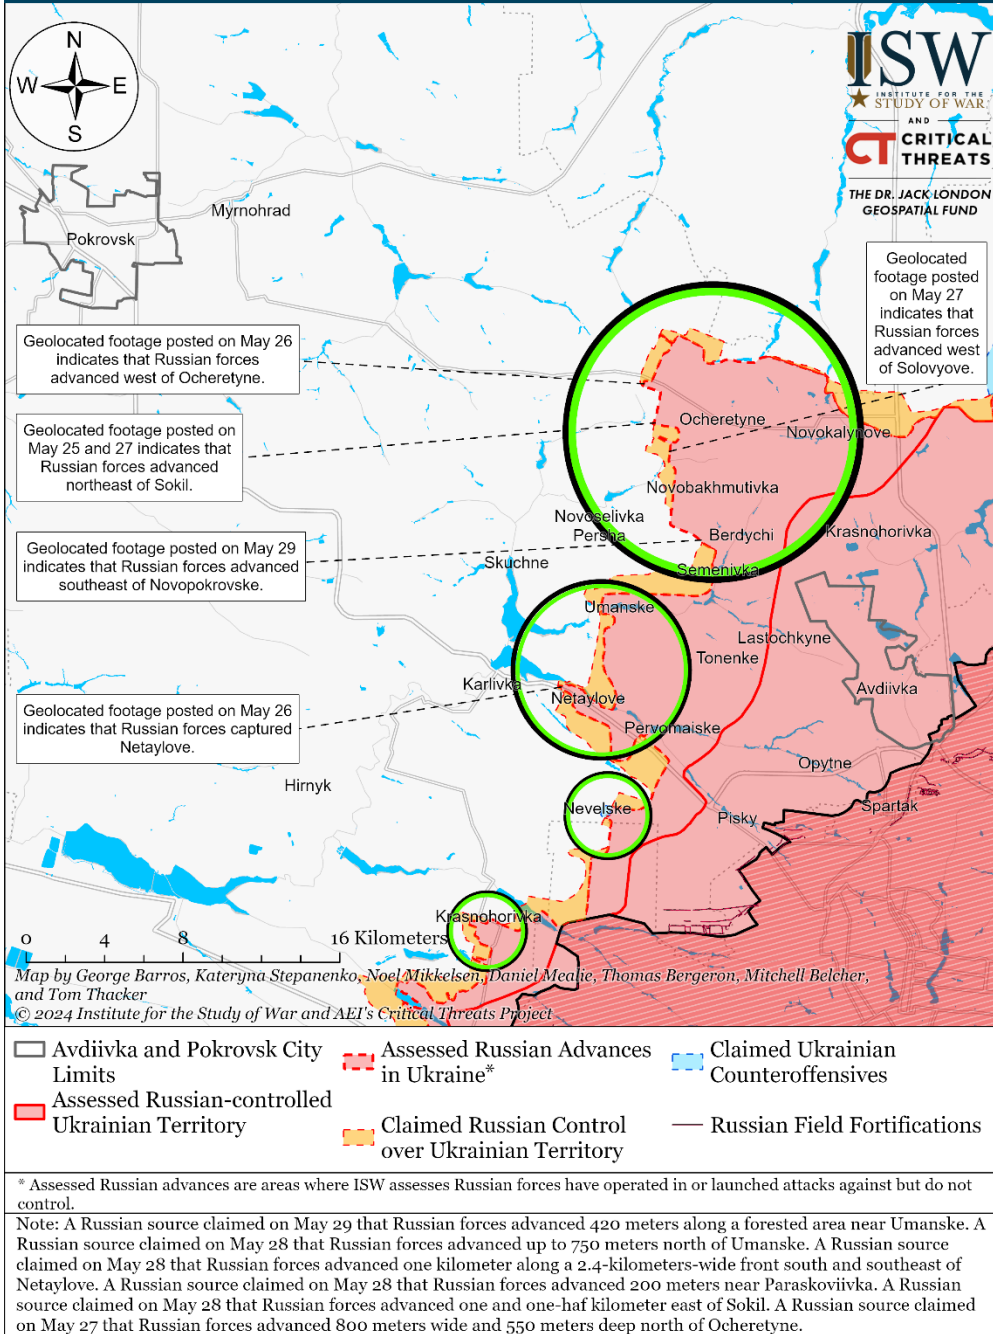 N
W
E
S
ISW
INSTITUTE FOR THE
STUDY OF WAR
AND
CT CRITICAL
THREATS
THE DR. JACK LONDON
GEOSPATIAL FUND
Myrnohrad
Pokrovsk
Geolocated
footage posted
on May 27
indicates that
Russian forces
advanced west
of Solovyove.
Geolocated footage posted on May 26
indicates that Russian forces
advanced west of Ocheretyne.
Geolocated footage posted on
May 25 and 27 indicates that
Russian forces advanced
northeast of Sokil.
Geolocated footage posted on May 29
indicates that Russian forces advanced
southeast of Novopokrovske.
Geolocated footage posted on May 26
indicates that Russian forces captured
Netaylove.
Ocheretyne
Novokalynove
Novobakhmutivka
Novoselivka
Persha
Berdychi
Krasnohorivka
Skuchne
Semenivka
Umanske
Lastochkyne
Tonenke
Karlivka
Netaylove
Avdiivka
Pervomaiske
Opytne
Hirnyk
Nevelske
Pisky
Spartak
Krasnohorivka
0 4 8 16 Kilometers
Map by George Barros, Kateryna Stepanenko, Noel Mikkelsen, Daniel Mealie, Thomas Bergeron, Mitchell Belcher,
and Tom Thacker
© 2024 Institute for the Study of War and AEI's Critical Threats Project
Avdiivka and Pokrovsk City
Limits
Assessed Russian-controlled
Ukrainian Territory
Assessed Russian Advances
in Ukraine*
Claimed Russian Control
over Ukrainian Territory
Claimed Ukrainian
Counteroffensives
Russian Field Fortifications
* Assessed Russian advances are areas where ISW assesses Russian forces have operated in or launched attacks against but do not
control.
Note: A Russian source claimed on May 29 that Russian forces advanced 420 meters along a forested area near Umanske. A
Russian source claimed on May 28 that Russian forces advanced up to 750 meters north of Umanske. A Russian source
claimed on May 28 that Russian forces advanced one kilometer along a 2.4-kilometers-wide front south and southeast of
Netaylove. A Russian source claimed on May 28 that Russian forces advanced 200 meters near Paraskoviivka. A Russian
source claimed on May 28 that Russian forces advanced one and one-haf kilometer east of Sokil. A Russian source claimed
on May 27 that Russian forces advanced 800 meters wide and 550 meters deep north of Ocheretyne.